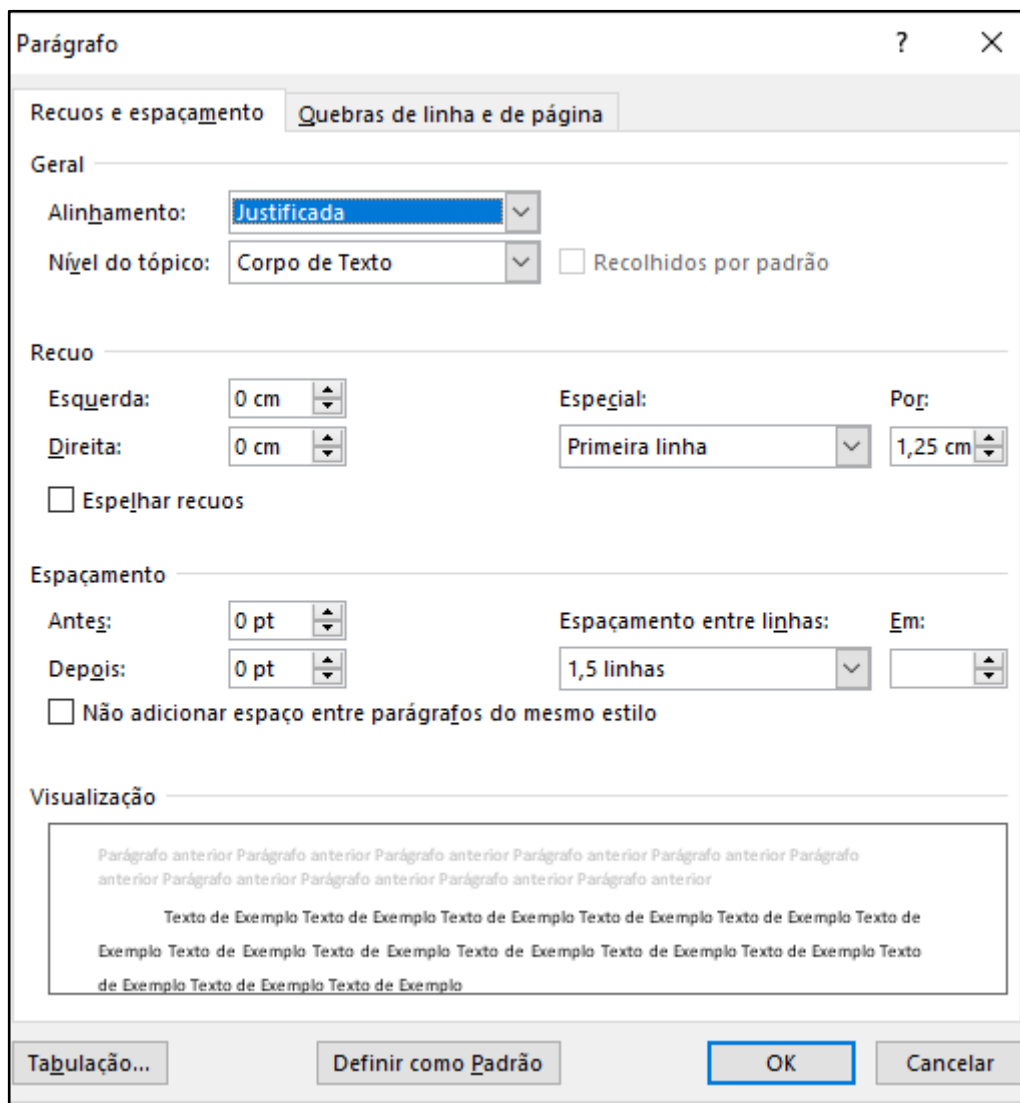 Parágrafo ?
Recuos e espaçamento Quebras de linha e de página
Geral
Alinhamento: Justificada
Nível do tópico: Corpo de Texto Recolhidos por padrão
Recuo
Esquerda: 0 cm Especial: Por:
Direita: 0 cm Primeira linha 1,25 cm
Espelhar recuos
Espaçamento
Antes: 0 pt Espaçamento entre linhas: Em:
Depois: 0 pt 1,5 linhas
Não adicionar espaço entre parágrafos do mesmo estilo
Visualização
Parágrafo anterior Parágrafo anterior Parágrafo anterior Parágrafo anterior Parágrafo anterior Parágrafo
anterior Parágrafo anterior Parágrafo anterior Parágrafo anterior Parágrafo anterior
Texto de Exemplo Texto de Exemplo Texto de Exemplo Texto de Exemplo Texto de Exemplo Texto de
Exemplo Texto de Exemplo Texto de Exemplo Texto de Exemplo Texto de Exemplo Texto de Exemplo Texto
de Exemplo Texto de Exemplo Texto de Exemplo
Tabulação... Definir como Padrão OK Cancelar